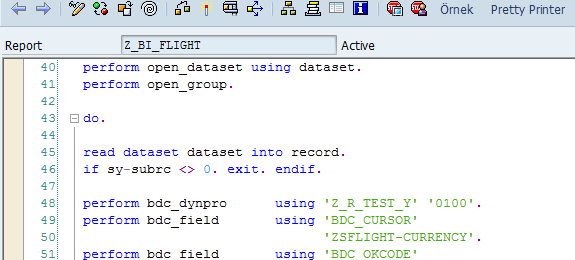 Örnek Pretty Printer
Report Z_BI_FLIGHT Active
40 perform open_dataset using dataset.
41 perform open_group.
42
43 do.
44
45 read dataset dataset into record.
46 if sy-subrc <> 0. exit. endif.
47
48 perform bdc_dynpro using 'Z_R_TEST_Y' '0100'.
49 perform bdc_field using 'BDC_CURSOR'
50 'ZSFLIGHT-CURRENCY'.
51 perform bdc_field using 'BDC_OKCODE'